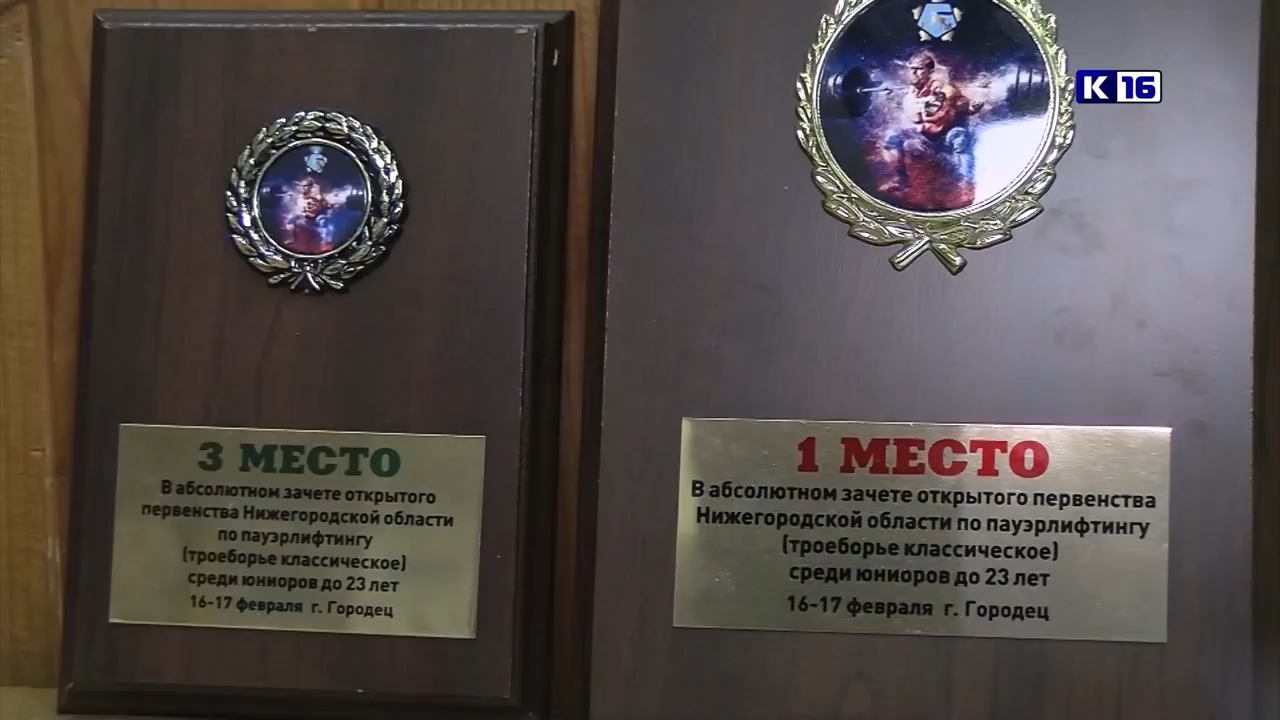 К 16
3 МЕСТО
В абсолютном зачете открытого
первенства Нижегородской области
по пауэрлифтингу
(троеборье классическое)
среди юниоров до 23 лет
16-17 февраля г. Городец
1 МЕСТО
В абсолютном зачете открытого первенства
Нижегородской области по пауэрлифтингу
(троеборье классическое)
среди юниоров до 23 лет
16-17 февраля г. Городец